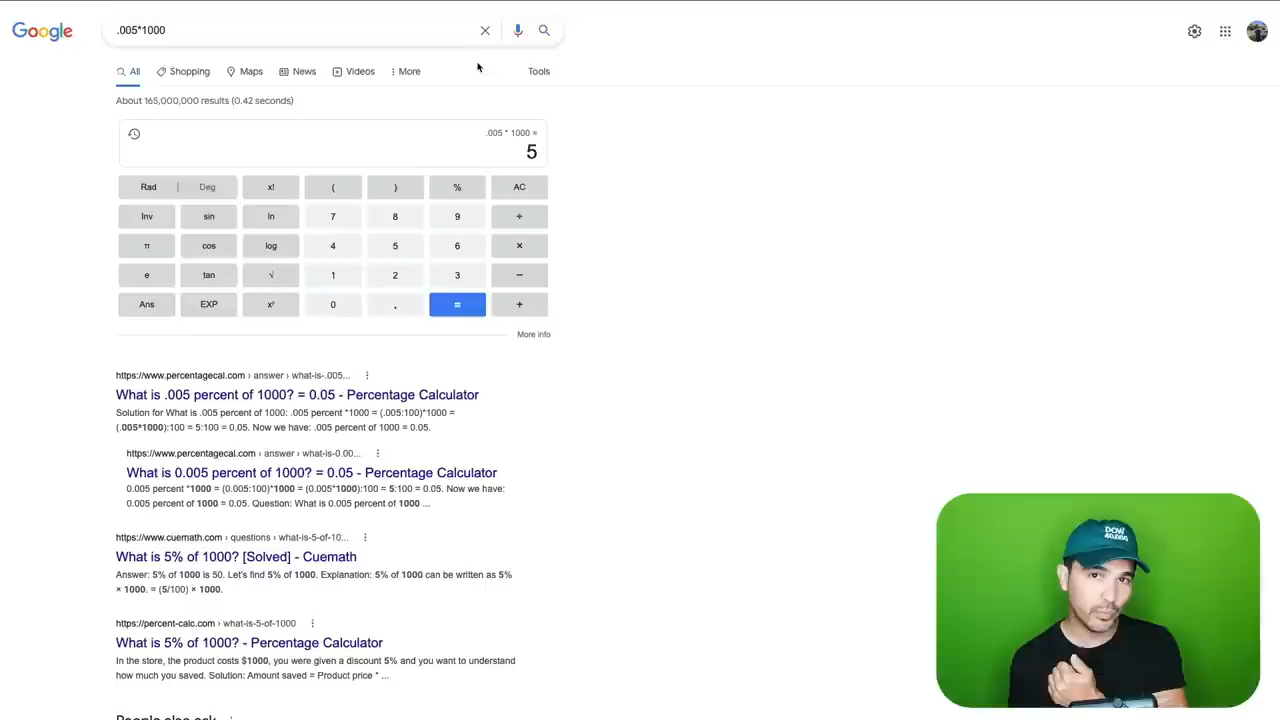 Google
.005*1000
All
Shopping
Maps
News
Videos
More
Tools
About 165,000,000 results (0.42 seconds)
.005 * 1000 =
5
Rad | Deg x! ( ) % AC
Inv sin ln 7 8 9 ÷
π cos log 4 5 6 ×
e tan √ 1 2 3 −
Ans EXP xʸ 0 . = +
More info
https://www.percentagecal.com › answer › what-is-.005...
What is .005 percent of 1000? = 0.05 - Percentage Calculator
Solution for What is .005 percent of 1000: .005 percent *1000 = (.005:100)*1000 =
(.005*1000):100 = 5:100 = 0.05. Now we have: .005 percent of 1000 = 0.05.
https://www.percentagecal.com › answer › what-is-0.00...
What is 0.005 percent of 1000? = 0.05 - Percentage Calculator
0.005 percent *1000 = (0.005:100)*1000 = (0.005*1000):100 = 5:100 = 0.05. Now we have:
0.005 percent of 1000 = 0.05. Question: What is 0.005 percent of 1000 ...
https://www.cuemath.com › questions › what-is-5-of-10...
What is 5% of 1000? [Solved] - Cuemath
Answer: 5% of 1000 is 50. Let's find 5% of 1000. Explanation: 5% of 1000 can be written as 5%
× 1000. = (5/100) × 1000.
https://percent-calc.com › what-is-5-of-1000
What is 5% of 1000? - Percentage Calculator
In the store, the product costs $1000, you were given a discount 5% and you want to understand
how much you saved. Solution: Amount saved = Product price * ...
People also ask
DOW
40,000